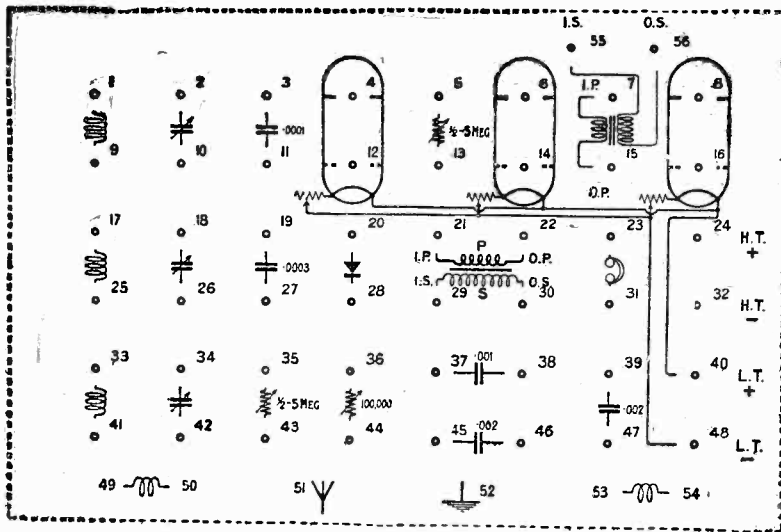 I.S. O.S.
55 56
1 2 3 4 5 6 I.P. 7 8
.0001 ½-5 MEG
9 10 11 12 13 14 15 16
O.P.
17 18 19 20 21 22 23 24 H.T. +
I.P. P O.P.
.0003
I.S. S O.S.
25 26 27 28 29 30 31 32 H.T. -
33 34 35 36 37 .001 38 39 40 L.T. +
½-5 MEG 100,000 .002
41 42 43 44 45 .002 46 47 48 L.T. -
49 50 51 52 53 54